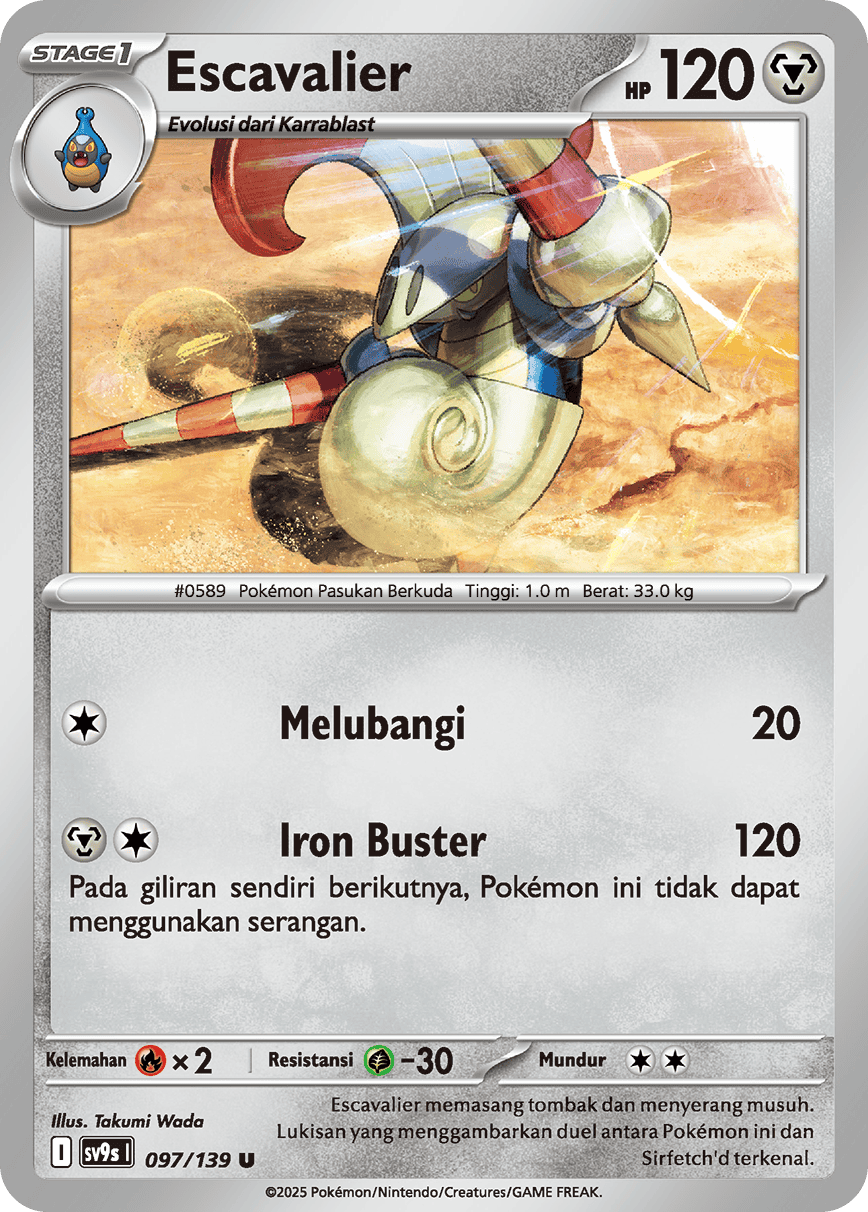 STAGE1
Escavalier
HP 120
Evolusi dari Karrablast
#0589 Pokémon Pasukan Berkuda Tinggi: 1.0 m Berat: 33.0 kg
Melubangi 20
Iron Buster 120
Pada giliran sendiri berikutnya, Pokémon ini tidak dapat
menggunakan serangan.
Kelemahan ×2 Resistansi -30 Mundur
Illus. Takumi Wada
Escavalier memasang tombak dan menyerang musuh.
Lukisan yang menggambarkan duel antara Pokémon ini dan
Sirfetch'd terkenal.
I sv9s I 097/139 U
©2025 Pokémon/Nintendo/Creatures/GAME FREAK.